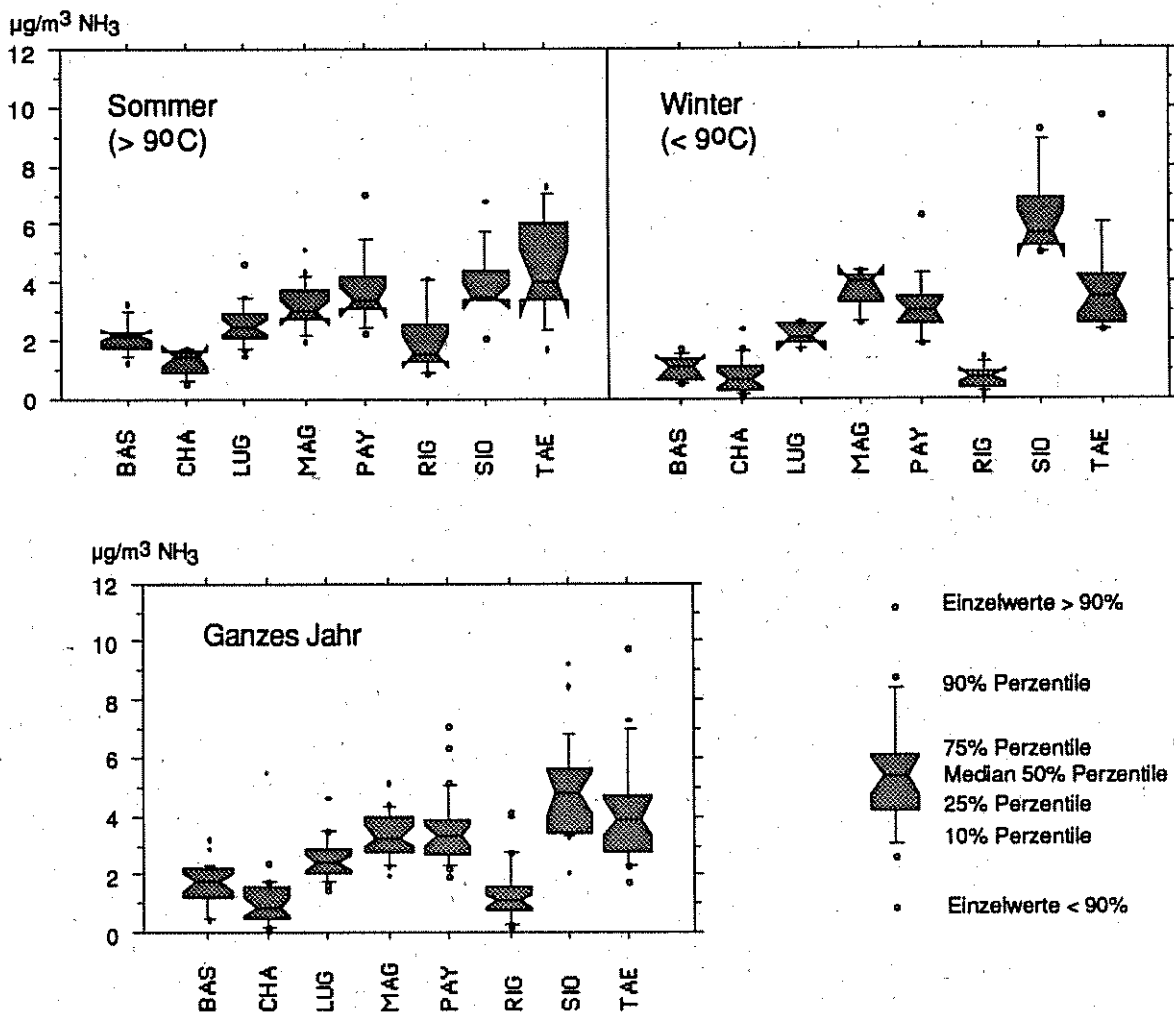 µg/m³ NH₃
12
10
8
6
4
2
0
Sommer
(> 9ºC)
Winter
(< 9ºC)
BAS CHA LUG MAG PAY RIG SIO TAE
BAS CHA LUG MAG PAY RIG SIO TAE
µg/m³ NH₃
12
10
8
6
4
2
0
Ganzes Jahr
BAS CHA LUG MAG PAY RIG SIO TAE
Einzelwerte > 90%
90% Perzentile
75% Perzentile
Median 50% Perzentile
25% Perzentile
10% Perzentile
Einzelwerte < 90%